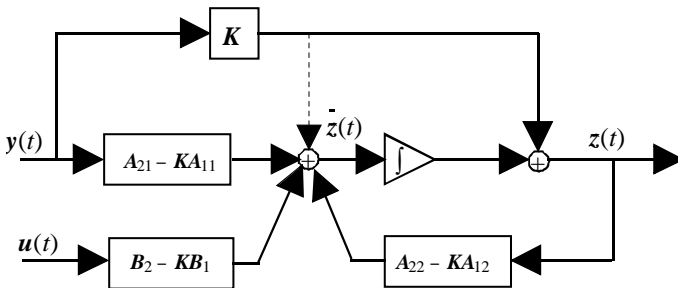 K
z̄(t)
y(t)
A₂₁ – KA₁₁
+
∫
+
z(t)
u(t)
B₂ – KB₁
A₂₂ – KA₁₂